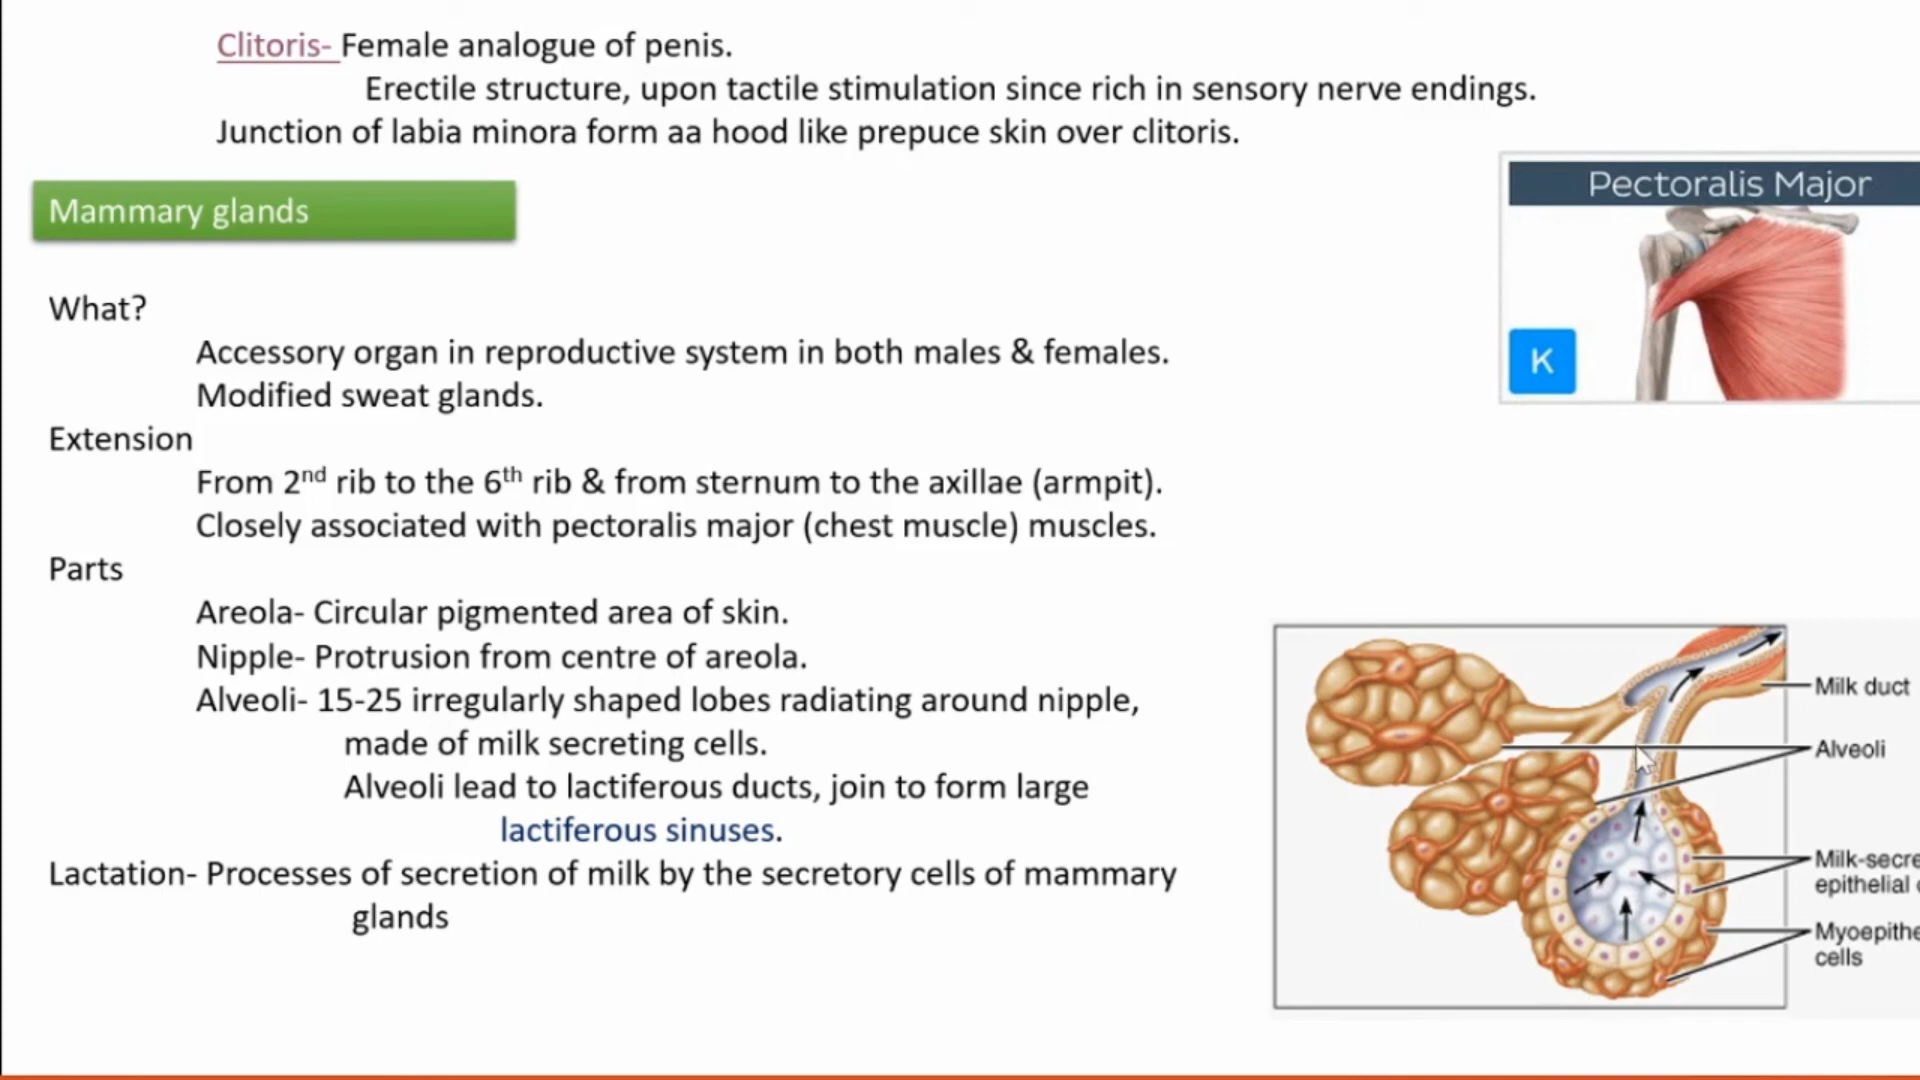 Clitoris- Female analogue of penis.
Erectile structure, upon tactile stimulation since rich in sensory nerve endings.
Junction of labia minora form aa hood like prepuce skin over clitoris.
Pectoralis Major
K
Mammary glands
What?
Accessory organ in reproductive system in both males & females.
Modified sweat glands.
Extension
From 2nd rib to the 6th rib & from sternum to the axillae (armpit).
Closely associated with pectoralis major (chest muscle) muscles.
Parts
Areola- Circular pigmented area of skin.
Nipple- Protrusion from centre of areola.
Alveoli- 15-25 irregularly shaped lobes radiating around nipple,
made of milk secreting cells.
Alveoli lead to lactiferous ducts, join to form large
lactiferous sinuses.
Lactation- Processes of secretion of milk by the secretory cells of mammary
glands
Milk duct
Alveoli
Milk-secre
epithelial
Myoepithe
cells